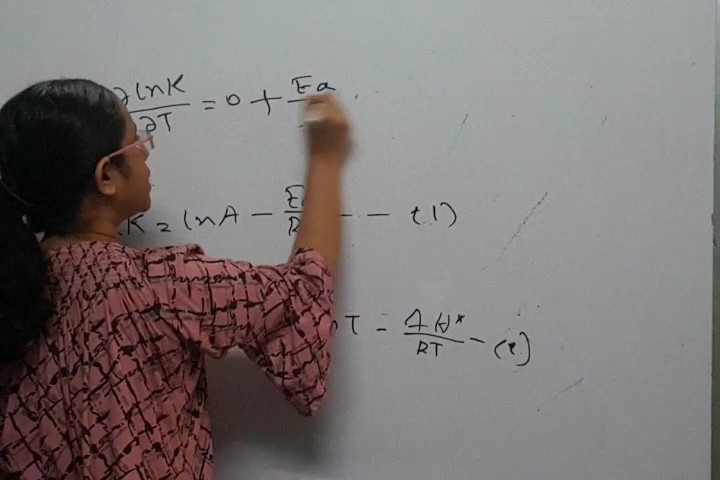 ∂lnK/∂T = 0 + Ea/
K = lnA - E/R - - (1)
T = ΔH*/RT - (2)